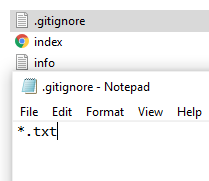 .gitignore
index
info
.gitignore - Notepad
File Edit Format View Help
*.txt